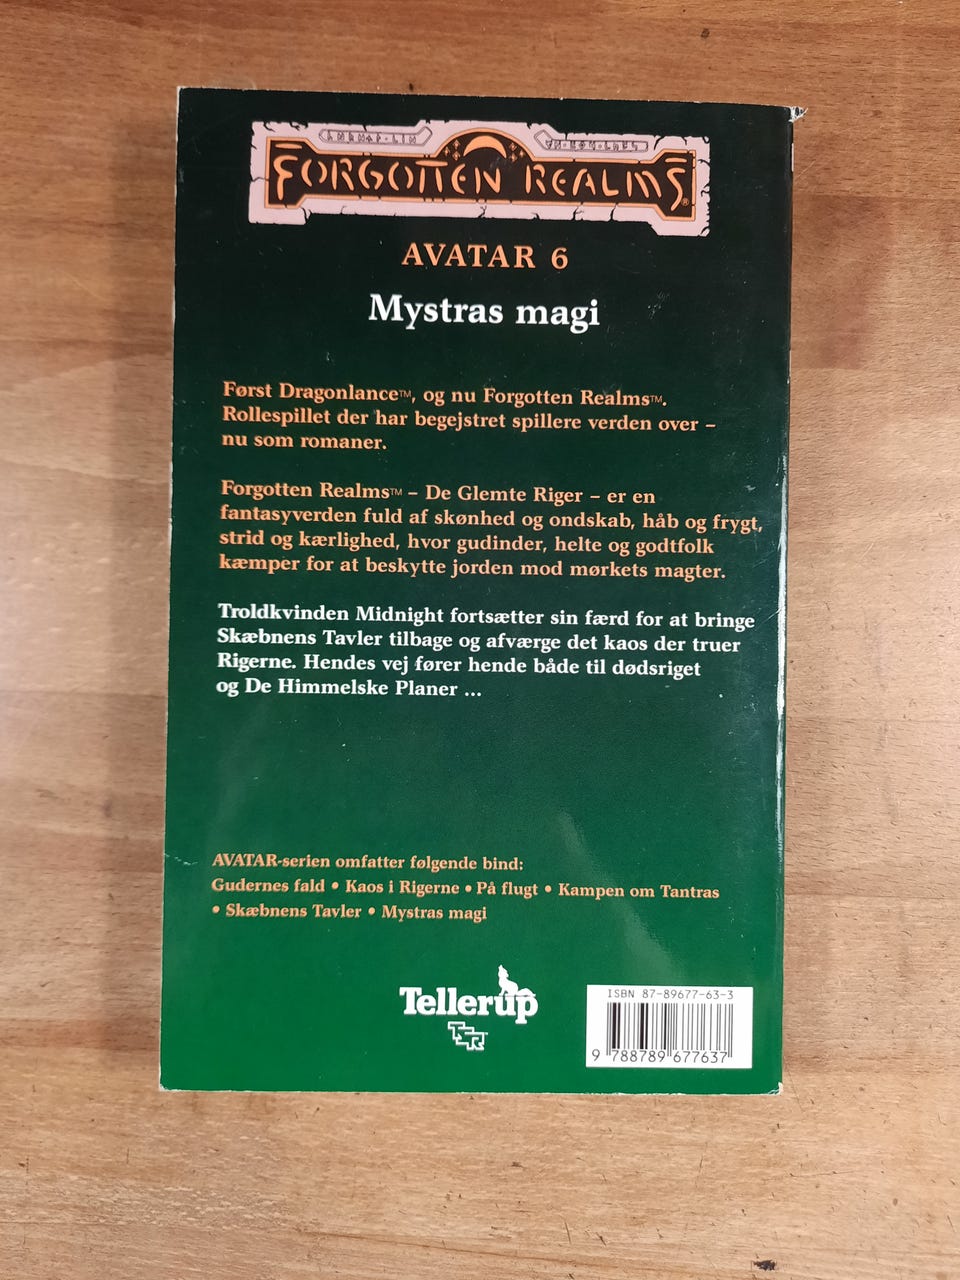 FORGOTTEN REALMS®
AVATAR 6
Mystras magi
Først Dragonlance™, og nu Forgotten Realms™.
Rollespillet der har begejstret spillere verden over –
nu som romaner.
Forgotten Realms™ – De Glemte Riger – er en
fantasyverden fuld af skønhed og ondskab, håb og frygt,
strid og kærlighed, hvor gudinder, helte og godtfolk
kæmper for at beskytte jorden mod mørkets magter.
Troldkvinden Midnight fortsætter sin færd for at bringe
Skæbnens Tavler tilbage og afværge det kaos der truer
Rigerne. Hendes vej fører hende både til dødsriget
og De Himmelske Planer ...
AVATAR-serien omfatter følgende bind:
Gudernes fald • Kaos i Rigerne • På flugt • Kampen om Tantras
• Skæbnens Tavler • Mystras magi
Tellerup
TSR
ISBN 87-89677-63-3
9 788789 677637